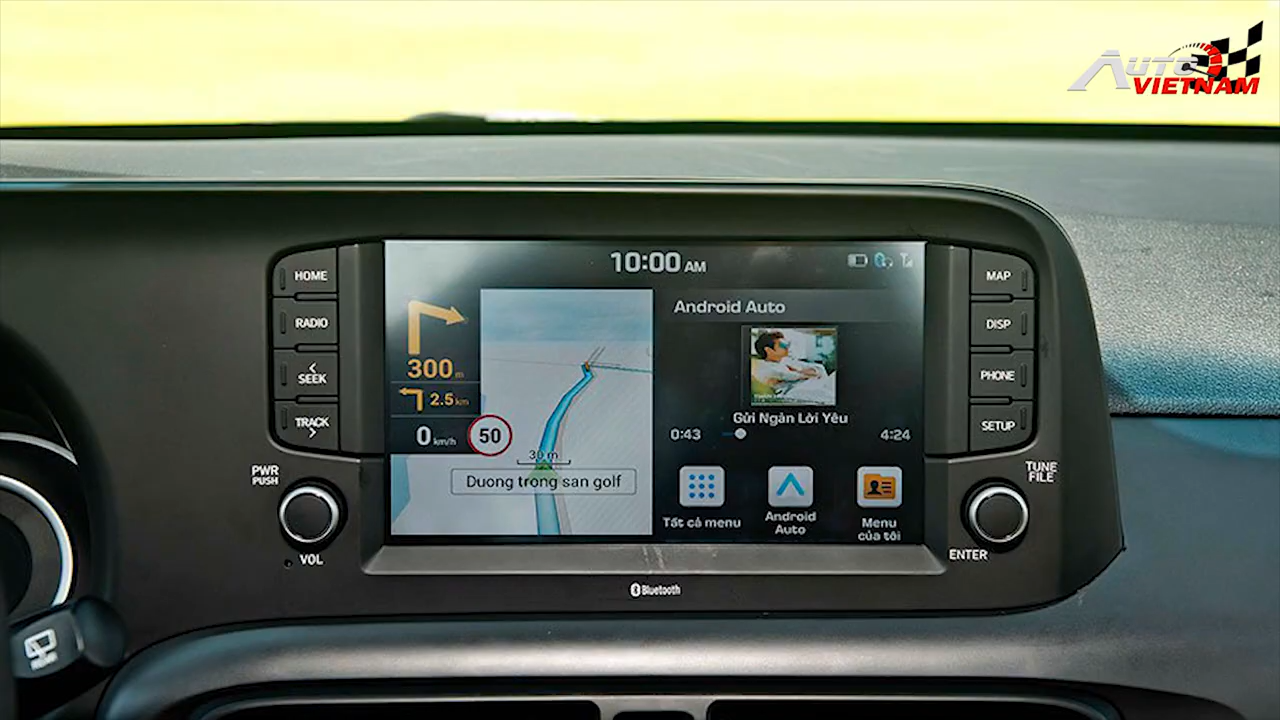 AUTO
VIETNAM
HOME
RADIO
SEEK
TRACK
PWR
PUSH
VOL
10:00 AM
300 m
2.5 km
0 km/h
50
30 m
Duong trong san golf
Android Auto
Gửi Ngàn Lời Yêu
0:43
4:24
Tất cả menu
Android
Auto
Menu
của tôi
MAP
DISP
PHONE
SETUP
TUNE
FILE
ENTER
Bluetooth